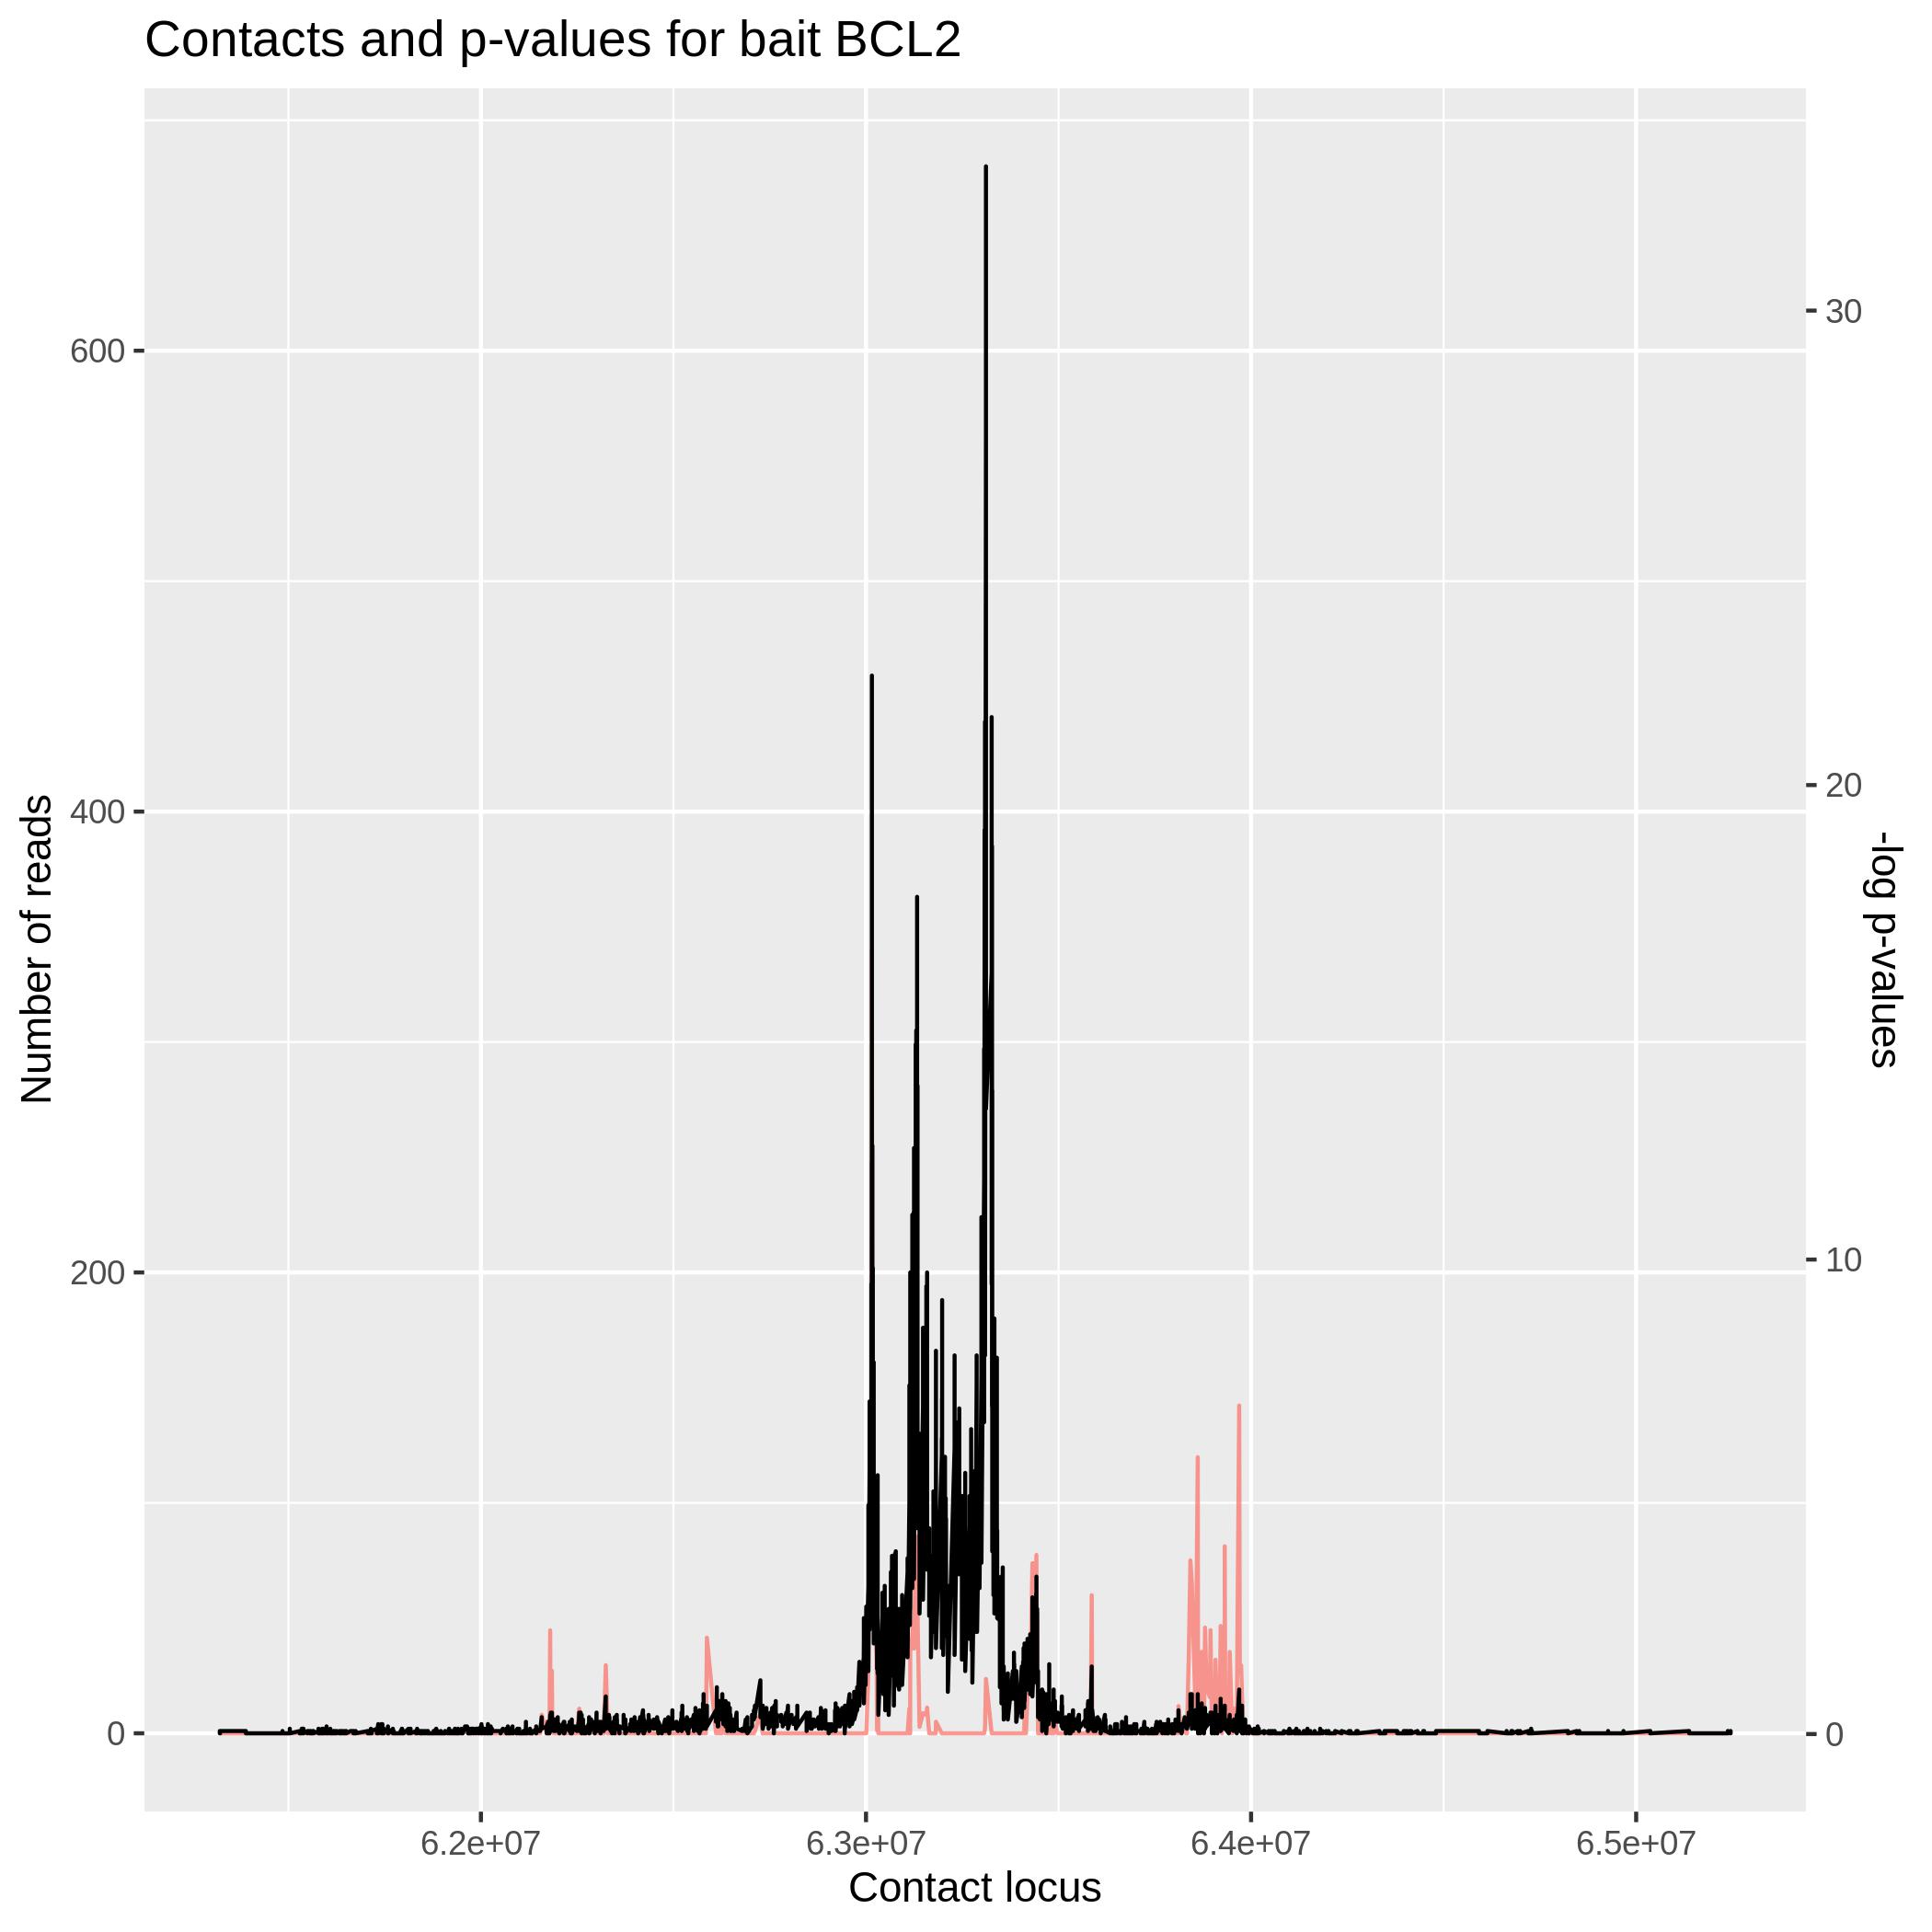 Contacts and p-values for bait BCL2
Number of reads
600
400
200
0
30
20
10
0
-log p-values
6.2e+07
6.3e+07
6.4e+07
6.5e+07
Contact locus